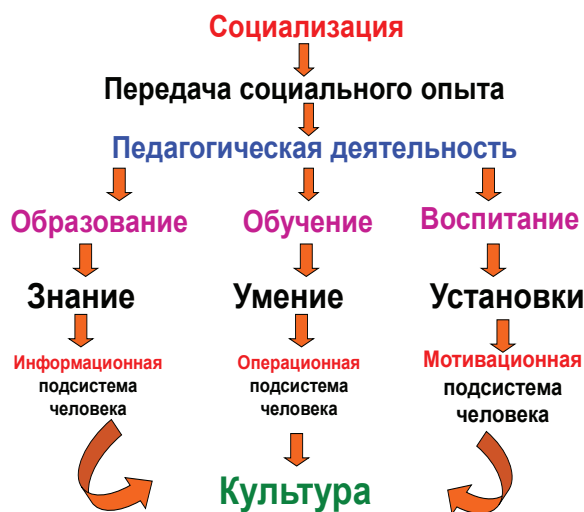 Социализация
Передача социального опыта
Педагогическая деятельность
Образование
Обучение
Воспитание
Знание
Умение
Установки
Информационная
подсистема
человека
Операционная
подсистема
человека
Мотивационная
подсистема
человека
Культура